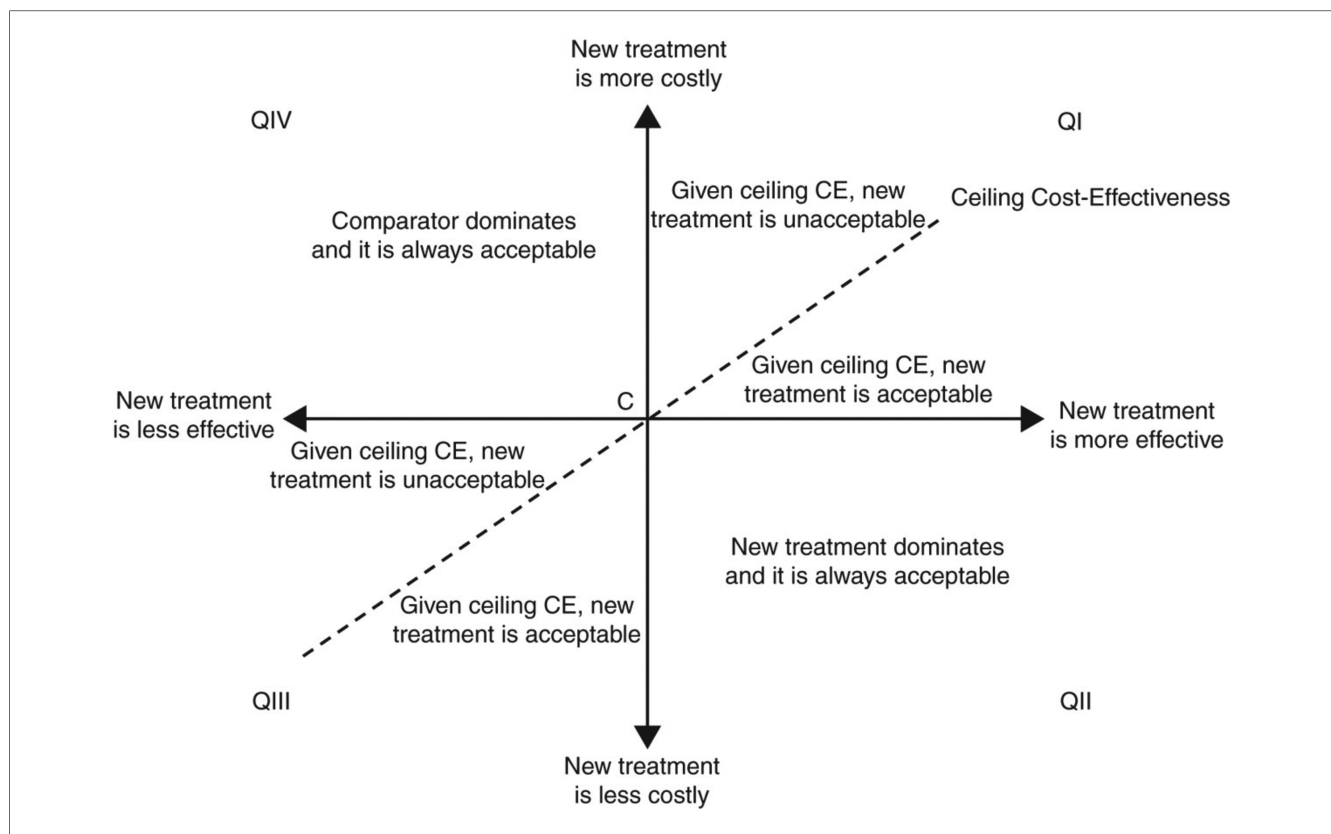 New treatment
is more costly
QIV
QI
Given ceiling CE, new
treatment is unacceptable
Ceiling Cost-Effectiveness
Comparator dominates
and it is always acceptable
Given ceiling CE, new
treatment is acceptable
New treatment
is less effective
C
New treatment
is more effective
Given ceiling CE, new
treatment is unacceptable
New treatment dominates
and it is always acceptable
Given ceiling CE, new
treatment is acceptable
QIII
QII
New treatment
is less costly